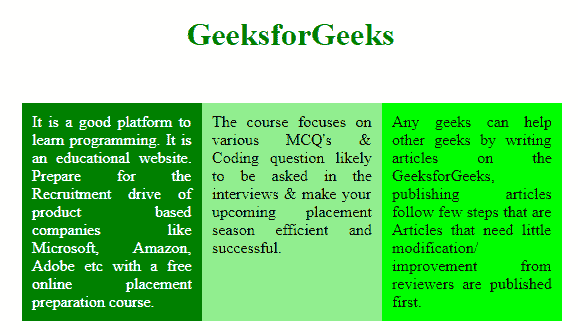 GeeksforGeeks
It is a good platform to
learn programming. It is
an educational website.
Prepare for the
Recruitment drive of
product based
companies like
Microsoft, Amazon,
Adobe etc with a free
online placement
preparation course.
The course focuses on
various MCQ's &
Coding question likely
to be asked in the
interviews & make your
upcoming placement
season efficient and
successful.
Any geeks can help
other geeks by writing
articles on the
GeeksforGeeks,
publishing articles
follow few steps that are
Articles that need little
modification/
improvement from
reviewers are published
first.